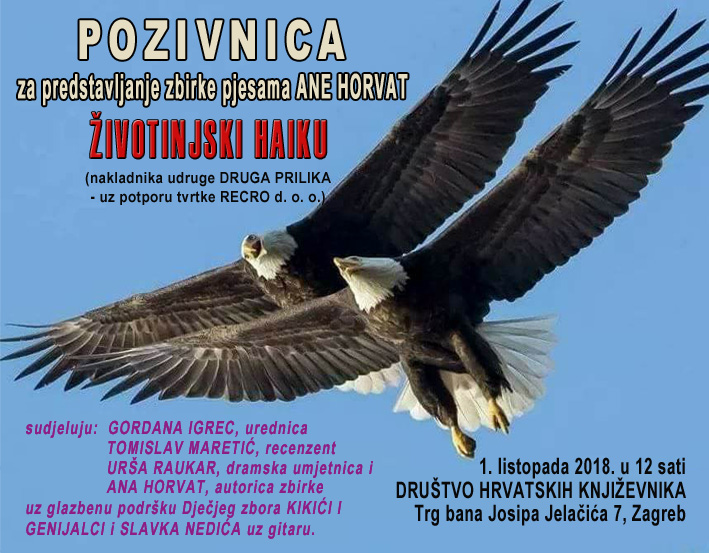 POZIVNICA
za predstavljanje zbirke pjesama ANE HORVAT
ŽIVOTINJSKI HAIKU
(nakladnika udruge DRUGA PRILIKA
- uz potporu tvrtke RECRO d. o. o.)
sudjeluju: GORDANA IGREC, urednica
TOMISLAV MARETIĆ, recenzent
URŠA RAUKAR, dramska umjetnica i
ANA HORVAT, autorica zbirke
uz glazbenu podršku Dječjeg zbora KIKIĆI I
GENIJALCI i SLAVKA NEDIĆA uz gitaru.
1. listopada 2018. u 12 sati
DRUŠTVO HRVATSKIH KNJIŽEVNIKA
Trg bana Josipa Jelačića 7, Zagreb